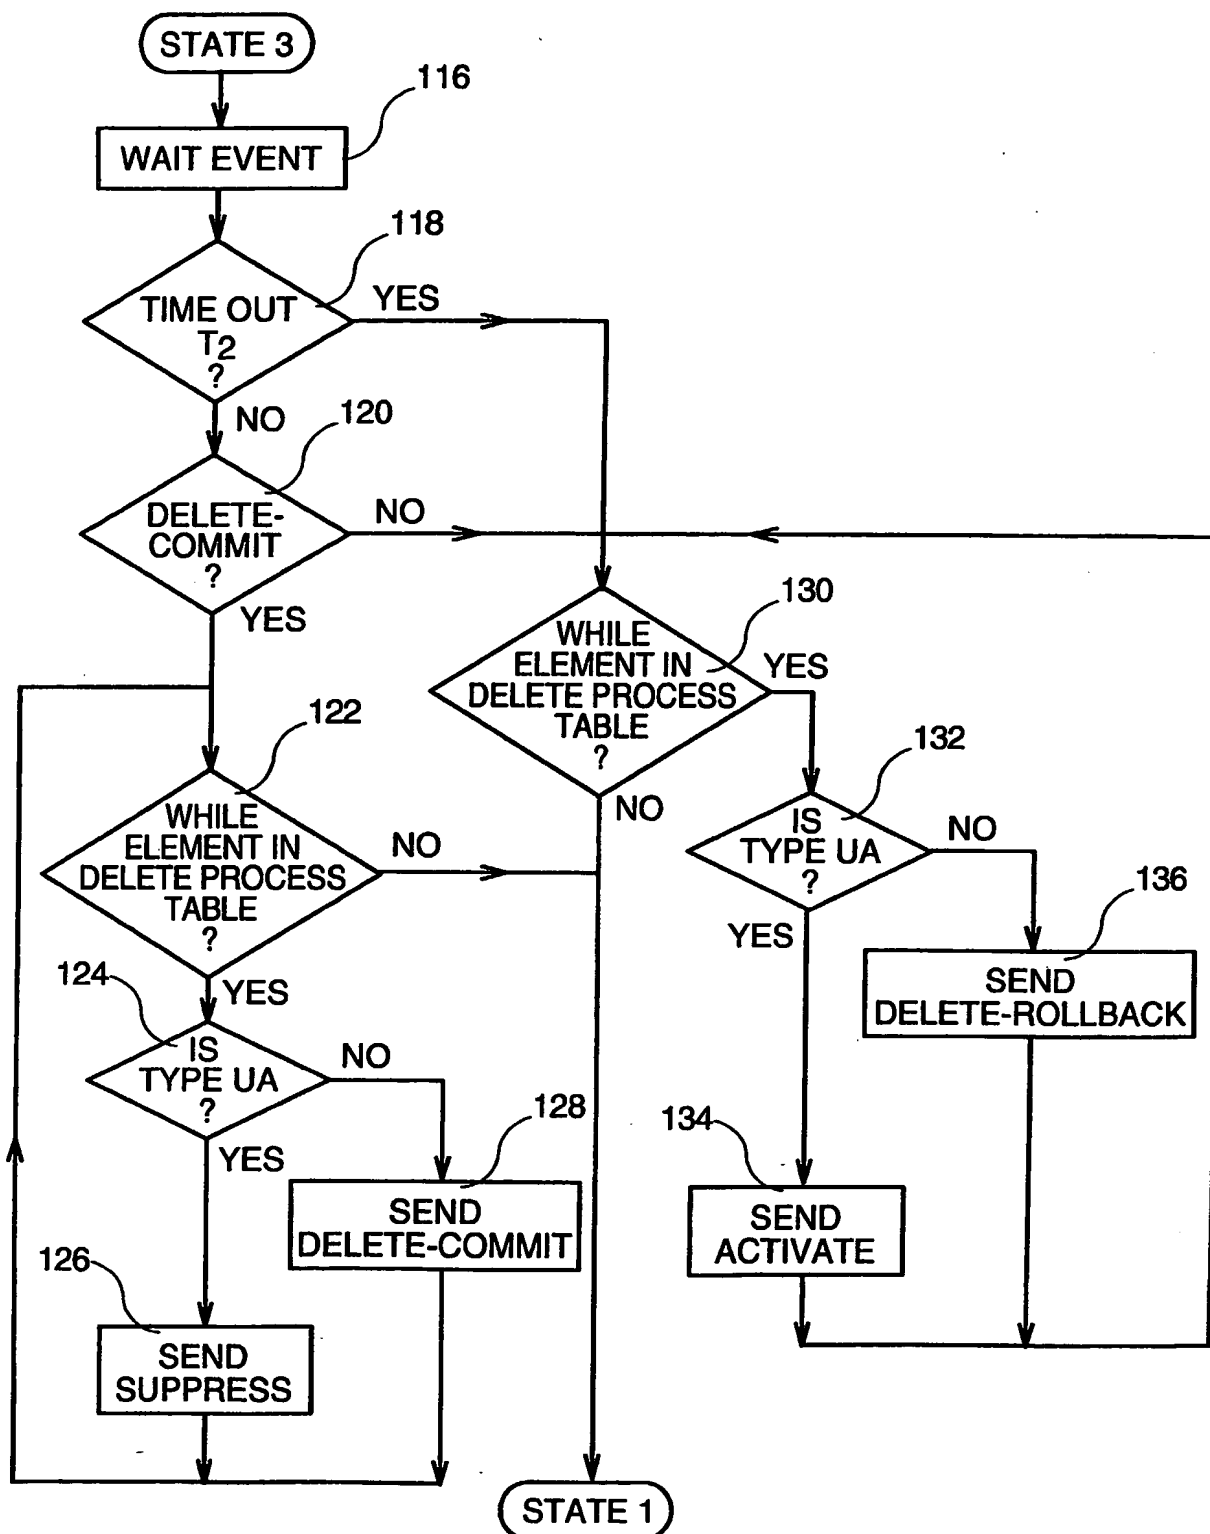 STATE 3
116
WAIT EVENT
118
TIME OUT
T2
?
YES
NO
120
DELETE-
COMMIT
?
NO
YES
130
WHILE
ELEMENT IN
DELETE PROCESS
TABLE
?
YES
NO
122
WHILE
ELEMENT IN
DELETE PROCESS
TABLE
?
NO
YES
132
IS
TYPE UA
?
NO
YES
136
SEND
DELETE-ROLLBACK
124
IS
TYPE UA
?
NO
YES
128
SEND
DELETE-COMMIT
134
SEND
ACTIVATE
126
SEND
SUPPRESS
STATE 1